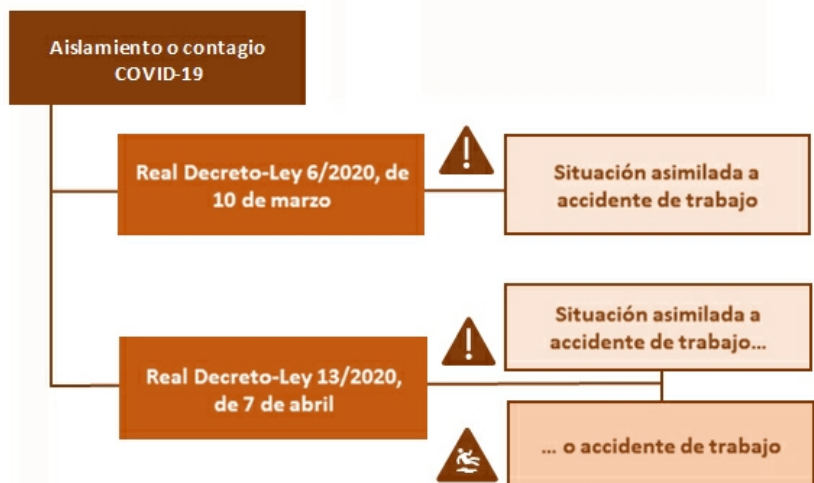 Aislamiento o contagio
COVID-19
Real Decreto-Ley 6/2020, de
10 de marzo
Situación asimilada a
accidente de trabajo
Situación asimilada a
accidente de trabajo...
Real Decreto-Ley 13/2020,
de 7 de abril
... o accidente de trabajo